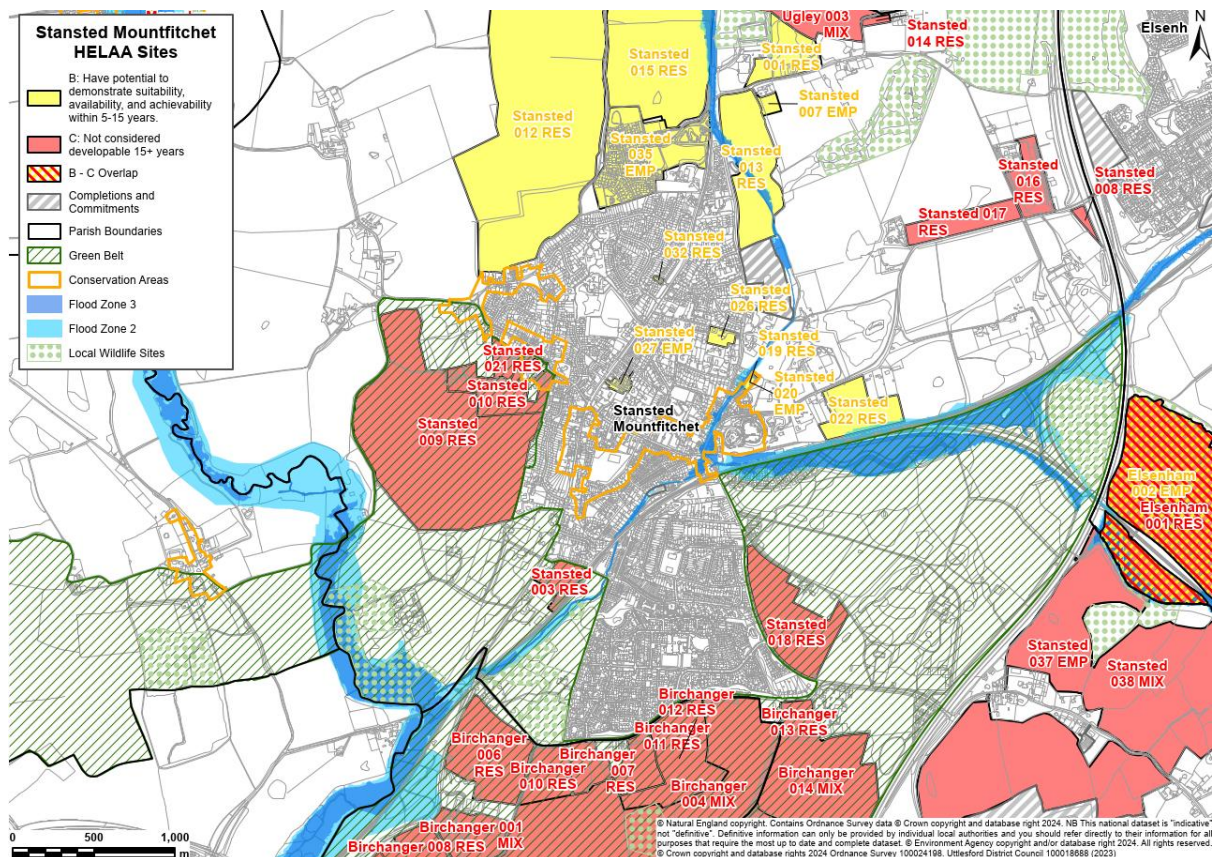 Stansted Mountfitchet
HELAA Sites
B: Have potential to
demonstrate suitability,
availability, and achievability
within 5-15 years.
C: Not considered
developable 15+ years
B - C Overlap
Completions and
Commitments
Parish Boundaries
Green Belt
Conservation Areas
Flood Zone 3
Flood Zone 2
Local Wildlife Sites
Ugley 003
MIX
Stansted
014 RES
Elsenh
N
Stansted
015 RES
Stansted
001 RES
Stansted
007 EMP
Stansted
012 RES
Stansted
035
EMP
Stansted
013
RES
Stansted
016
RES
Stansted
008 RES
Stansted 017
RES
Stansted
032 RES
Stansted
026 RES
Stansted
027 EMP
Stansted
019 RES
Stansted
020
EMP
Stansted
021 RES
Stansted
010 RES
Stansted
022 RES
Stansted
Mountfitchet
Stansted
009 RES
Elsenham
002 EMP
Elsenham
001 RES
Stansted
003 RES
Stansted
018 RES
Stansted
037 EMP
Stansted
038 MIX
Birchanger
012 RES
Birchanger
013 RES
Birchanger
011 RES
Birchanger
006
RES
Birchanger
007
RES
Birchanger
010 RES
Birchanger
004 MIX
Birchanger
014 MIX
Birchanger 001
MIX
Birchanger 008 RES
0 500 1,000
m
© Natural England copyright. Contains Ordnance Survey data © Crown copyright and database right 2024. NB This national dataset is "indicative"
not "definitive". Definitive information can only be provided by individual local authorities and you should refer directly to their information for all
purposes that require the most up to date and complete dataset. © Environment Agency copyright and/or database right 2024. All rights reserved.
© Crown copyright and database rights 2024 Ordnance Survey 100024198. Uttlesford District Council 100018688 (2023)